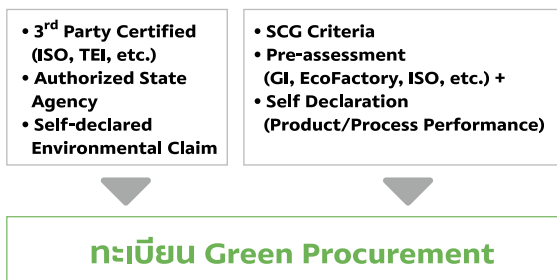 • 3rd Party Certified
(ISO, TEI, etc.)
• Authorized State
Agency
• Self-declared
Environmental Claim
• SCG Criteria
• Pre-assessment
(GI, EcoFactory, ISO, etc.) +
• Self Declaration
(Product/Process Performance)
ทะเบียน Green Procurement